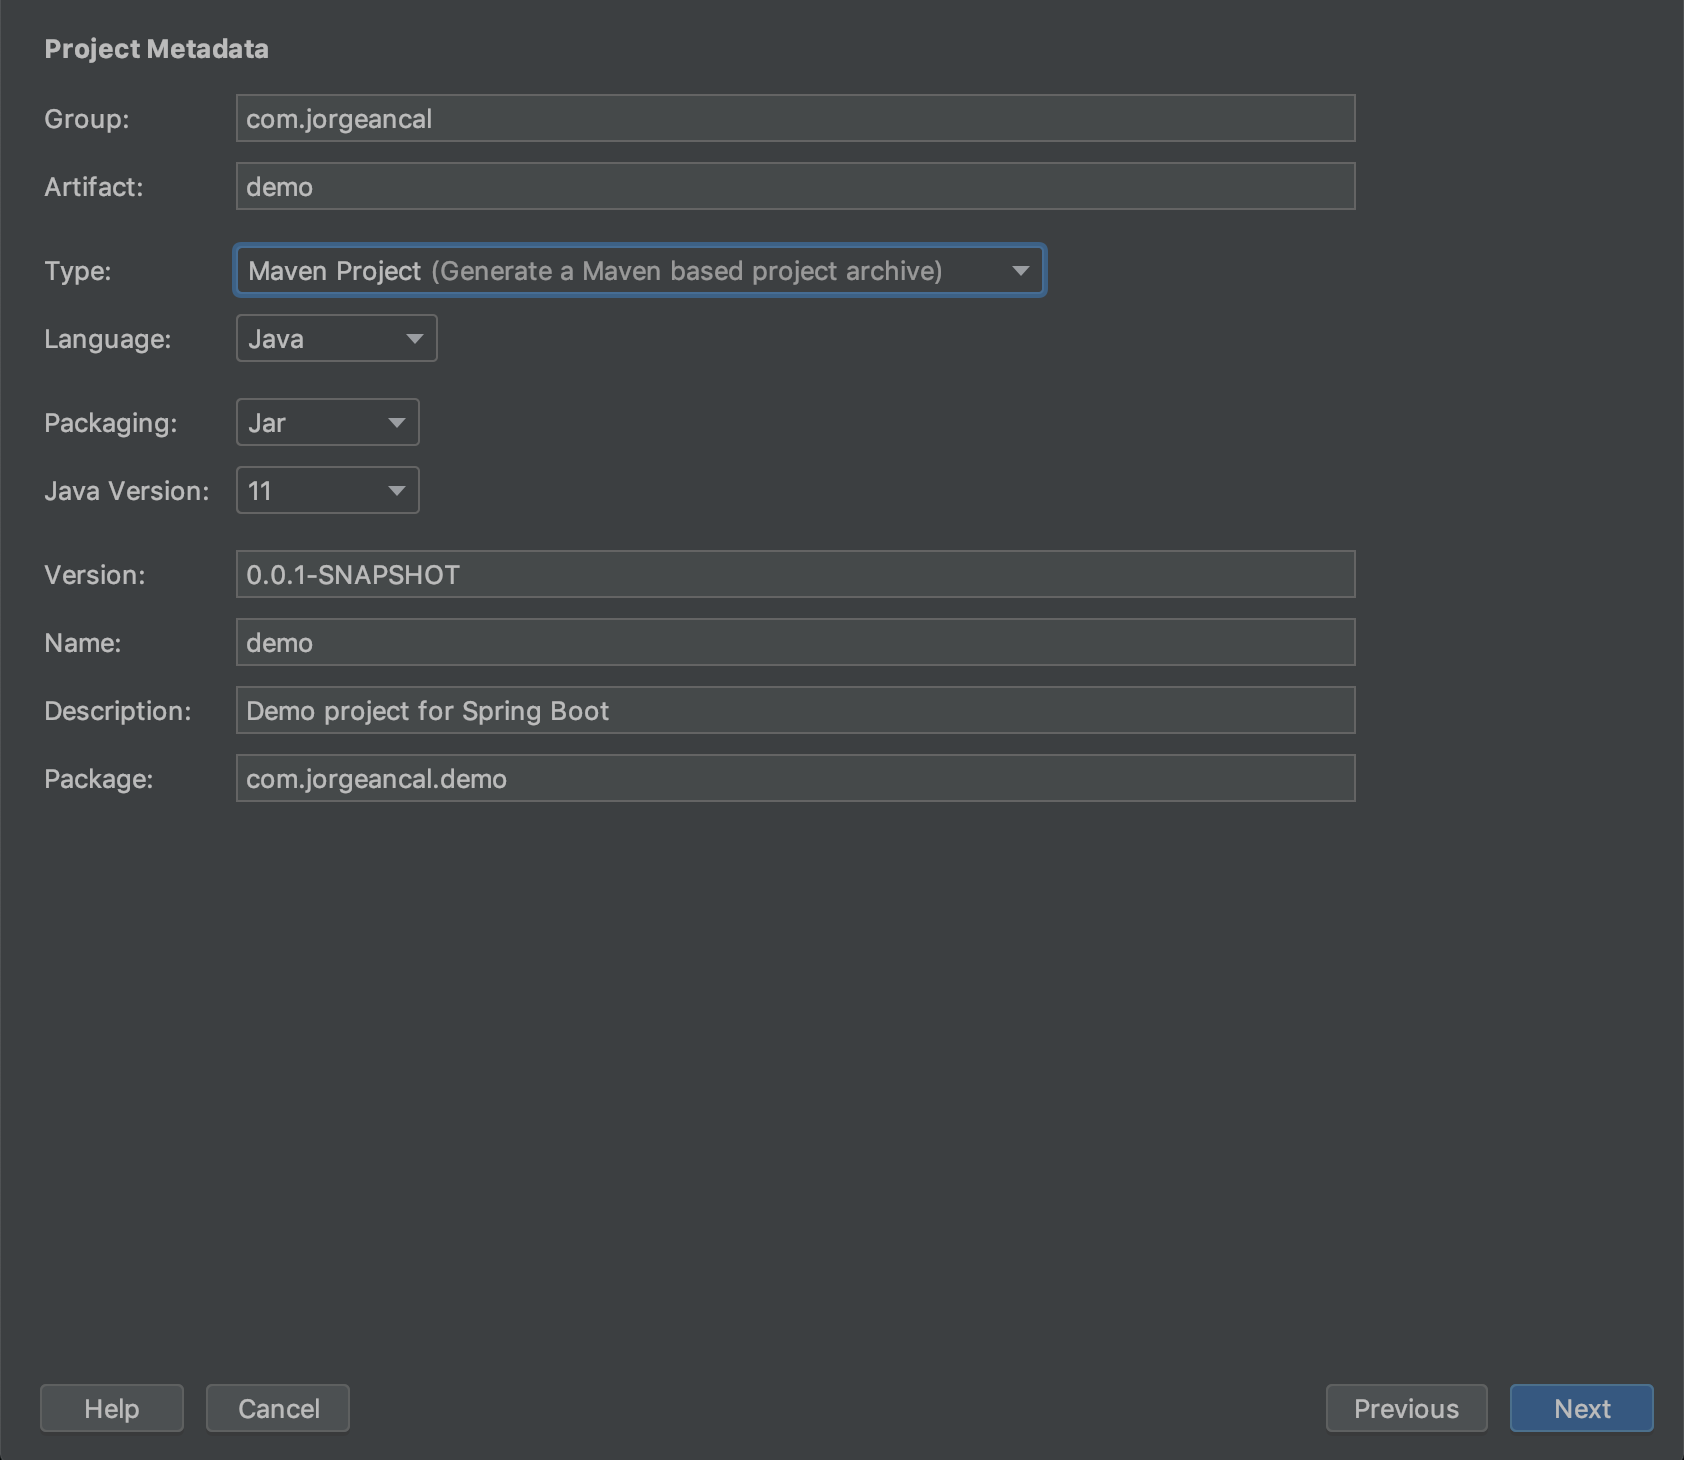 Project Metadata
Group: com.jorgeancal
Artifact: demo
Type: Maven Project (Generate a Maven based project archive)
Language: Java
Packaging: Jar
Java Version: 11
Version: 0.0.1-SNAPSHOT
Name: demo
Description: Demo project for Spring Boot
Package: com.jorgeancal.demo
Help Cancel Previous Next